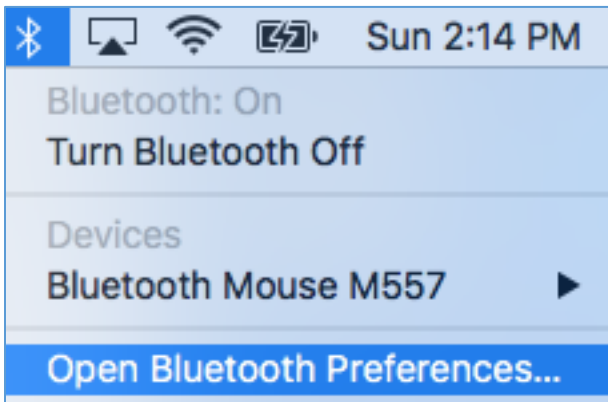 Sun 2:14 PM
Bluetooth: On
Turn Bluetooth Off
Devices
Bluetooth Mouse M557
Open Bluetooth Preferences...